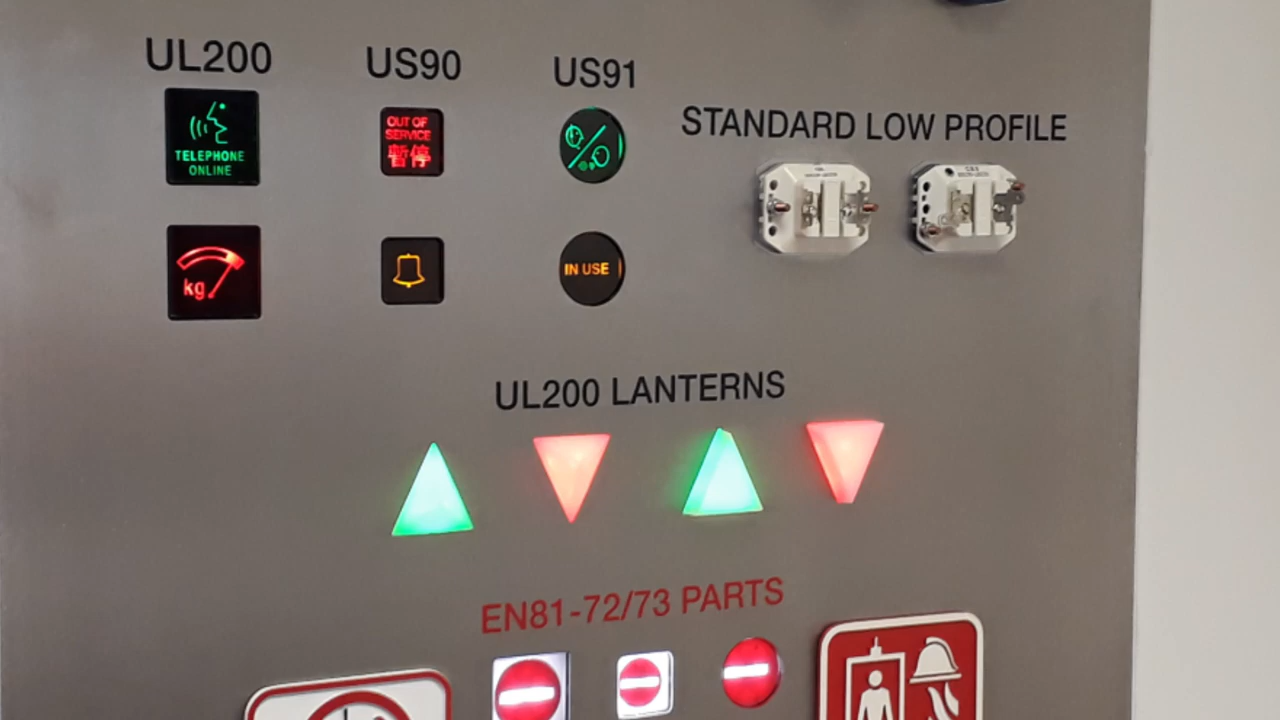 UL200
US90
US91
TELEPHONE
ONLINE
OUT OF
SERVICE
暫停
STANDARD LOW PROFILE
kg
IN USE
UL200 LANTERNS
EN81-72/73 PARTS